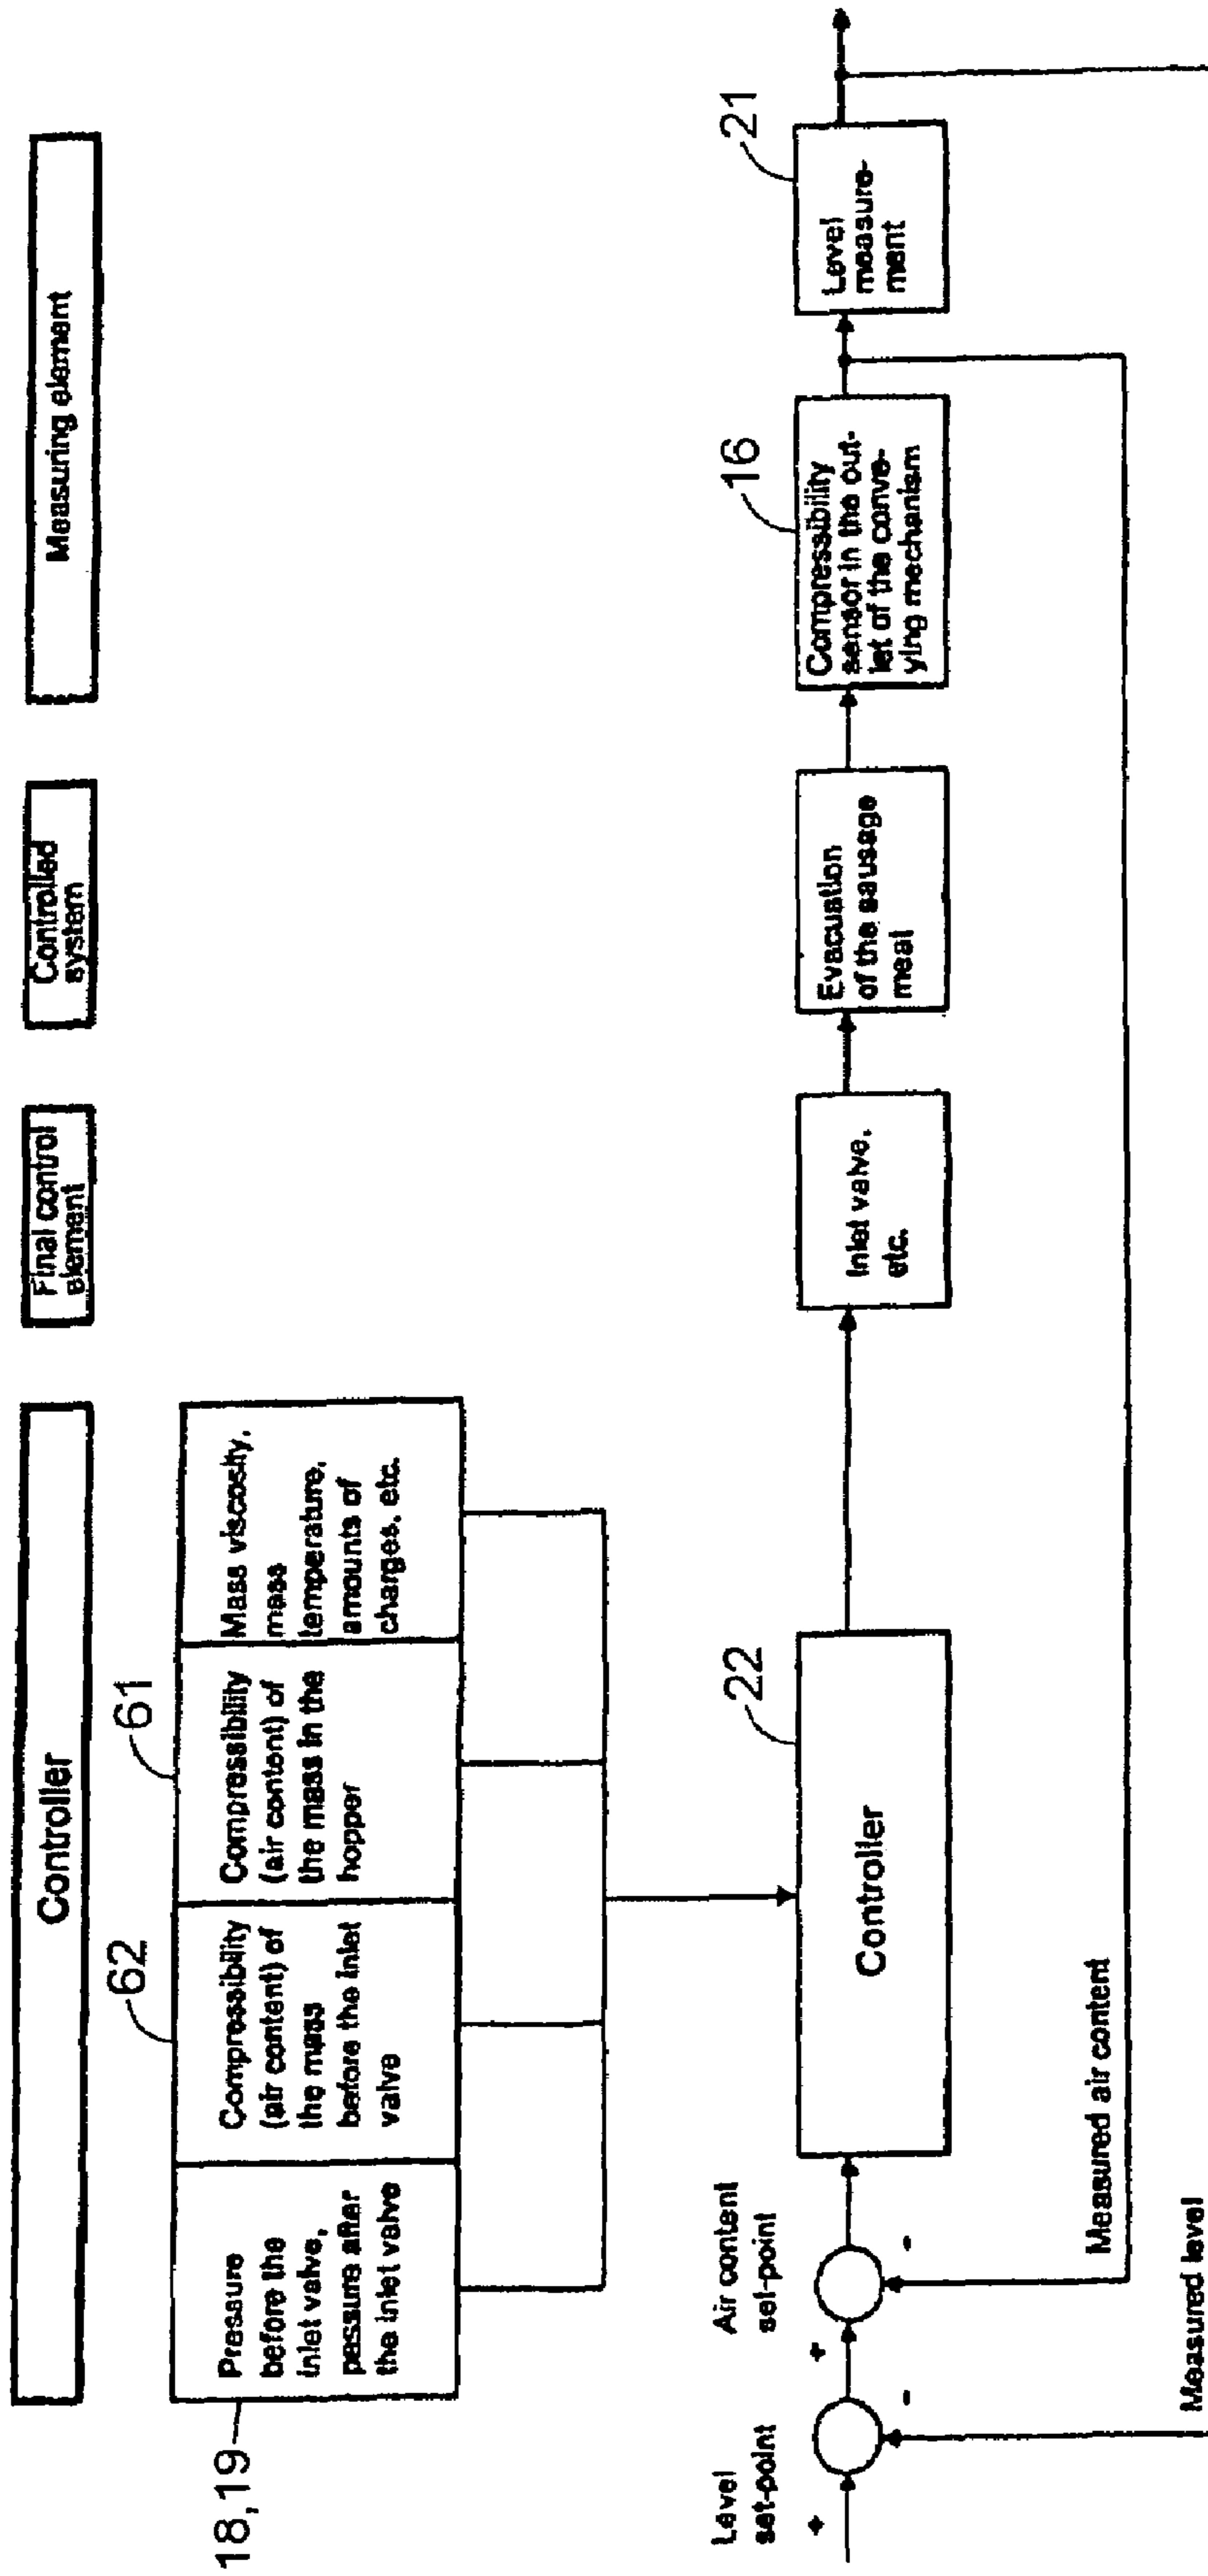 Controller
Final control
element
Controlled
system
Measuring element
18,19
62
61
Pressure
before the
inlet valve,
pessure after
the inlet valve
Compressibility
(air content) of
the mass
before the inlet
valve
Compressibility
(air content) of
the mass in the
hopper
Mass viscosity,
mass
temperature,
amounts of
charges, etc.
Level
set-point
+
-
Air content
set-point
+
-
22
Controller
Inlet valve,
etc.
Evacuation
of the sausage
meat
16
Compressibility
sensor in the out-
let of the conve-
ying mechanism
21
Level
measure-
ment
Measured air content
Measured level